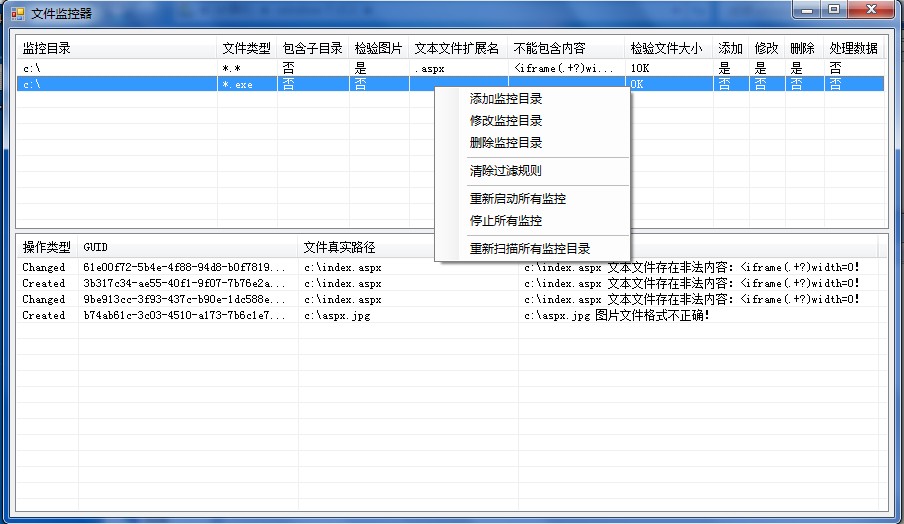 文件监控器
监控目录 文件类型 包含子目录 检验图片 文本文件扩展名 不能包含内容 检验文件大小 添加 修改 删除 处理数据
c:\ *.* 否 是 .aspx <iframe(.+?)wi... 10K 是 是 是 否
c:\ *.exe 否 否 0K 否 否 否 否
添加监控目录
修改监控目录
删除监控目录
清除过滤规则
重新启动所有监控
停止所有监控
重新扫描所有监控目录
操作类型 GUID 文件真实路径
Changed 61e00f72-5b4e-4f88-94d8-b0f7819... c:\index.aspx c:\index.aspx 文本文件存在非法内容：<iframe(.+?)width=0!
Created 3b317c34-ae55-40f1-9f07-7b76e2a... c:\index.aspx c:\index.aspx 文本文件存在非法内容：<iframe(.+?)width=0!
Changed 9be913cc-3f93-437c-b90e-1dc588e... c:\index.aspx c:\index.aspx 文本文件存在非法内容：<iframe(.+?)width=0!
Created b74ab61c-3c03-4510-a173-7b6c1e7... c:\aspx.jpg c:\aspx.jpg 图片文件格式不正确!